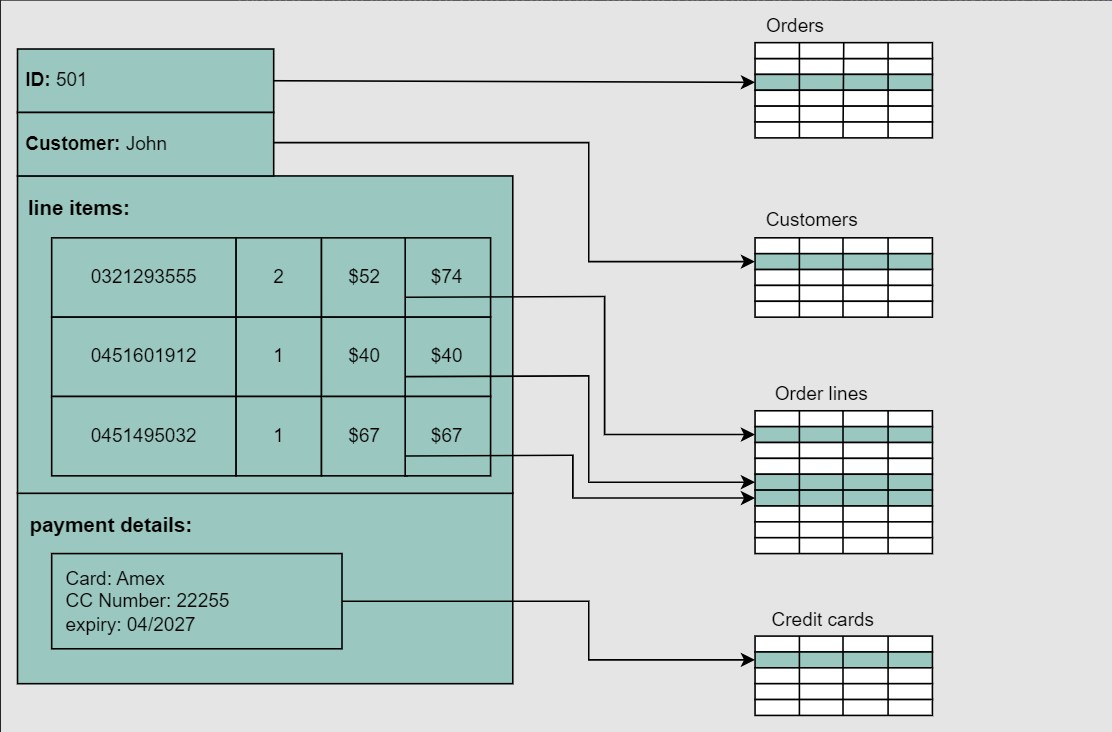 Orders
ID: 501
Customer: John
Customers
line items:
0321293555 2 $52 $74
0451601912 1 $40 $40
Order lines
0451495032 1 $67 $67
payment details:
Card: Amex
CC Number: 22255
expiry: 04/2027
Credit cards